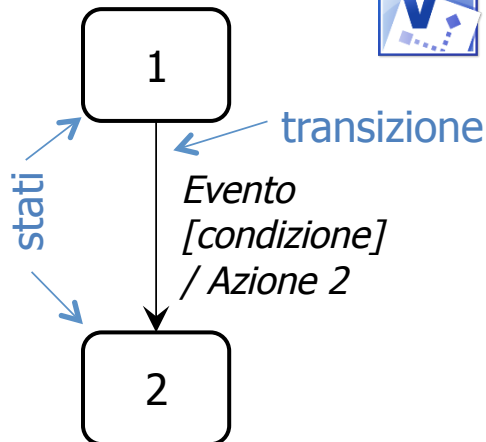 V
1
transizione
stati
Evento
[condizione]
/ Azione 2
2